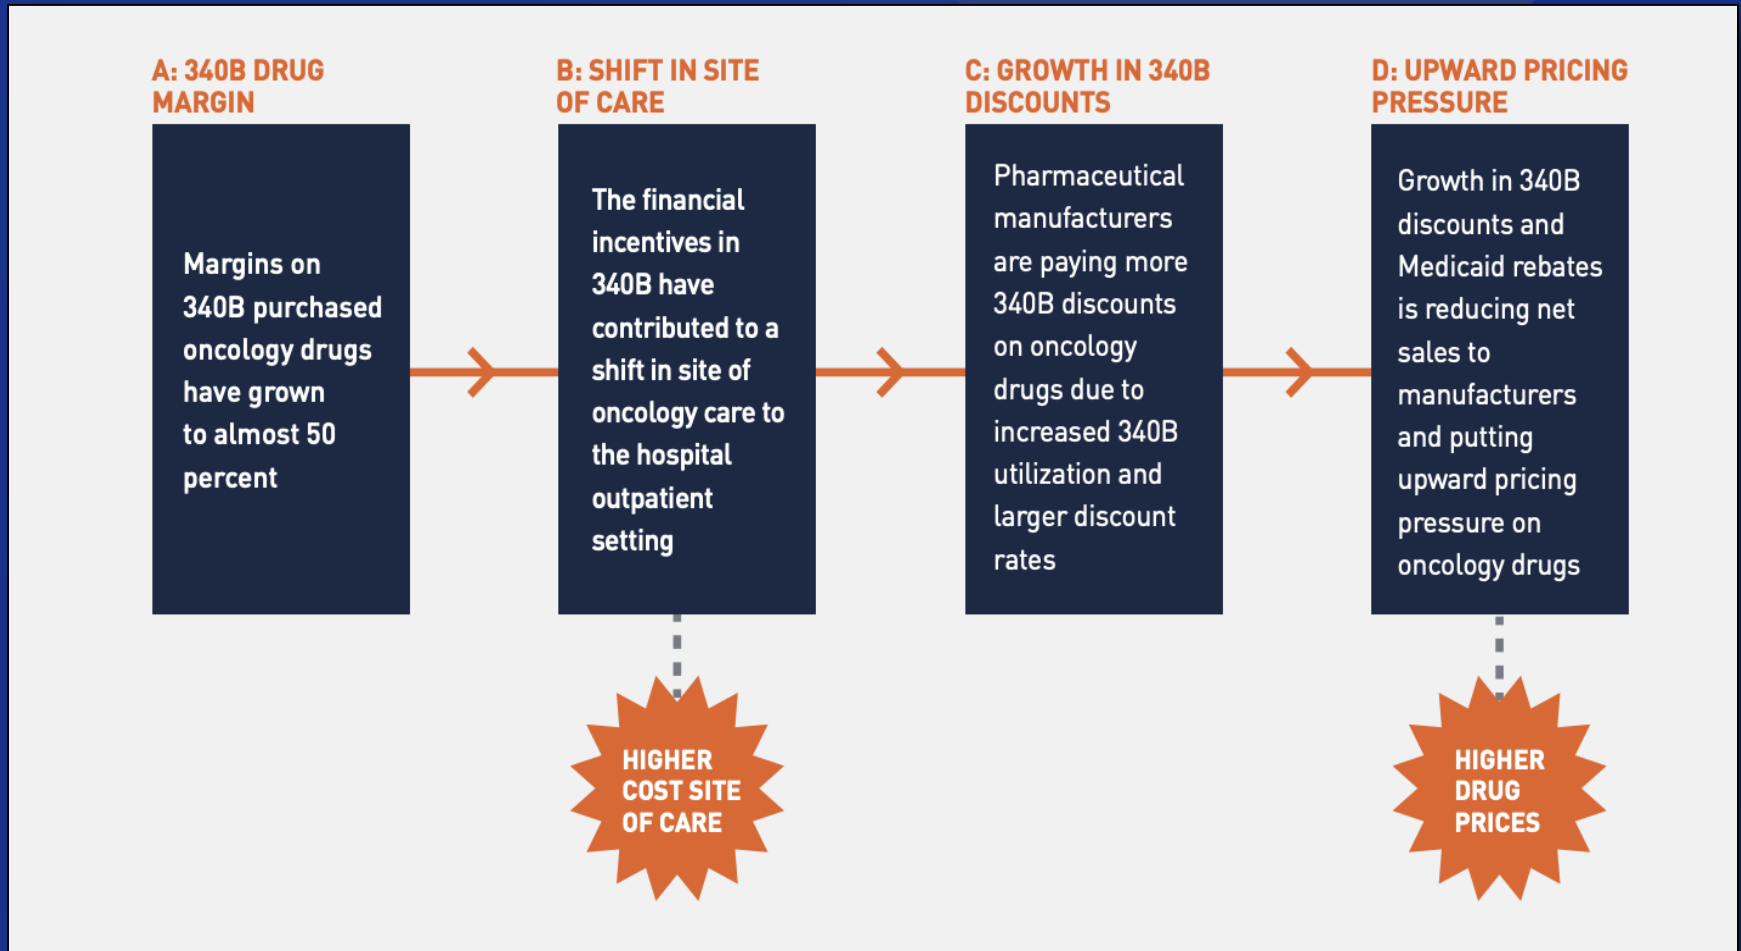 A: 340B DRUG
MARGIN
Margins on
340B purchased
oncology drugs
have grown
to almost 50
percent
B: SHIFT IN SITE
OF CARE
The financial
incentives in
340B have
contributed to a
shift in site of
oncology care to
the hospital
outpatient
setting
HIGHER
COST SITE
OF CARE
C: GROWTH IN 340B
DISCOUNTS
Pharmaceutical
manufacturers
are paying more
340B discounts
on oncology
drugs due to
increased 340B
utilization and
larger discount
rates
D: UPWARD PRICING
PRESSURE
Growth in 340B
discounts and
Medicaid rebates
is reducing net
sales to
manufacturers
and putting
upward pricing
pressure on
oncology drugs
HIGHER
DRUG
PRICES